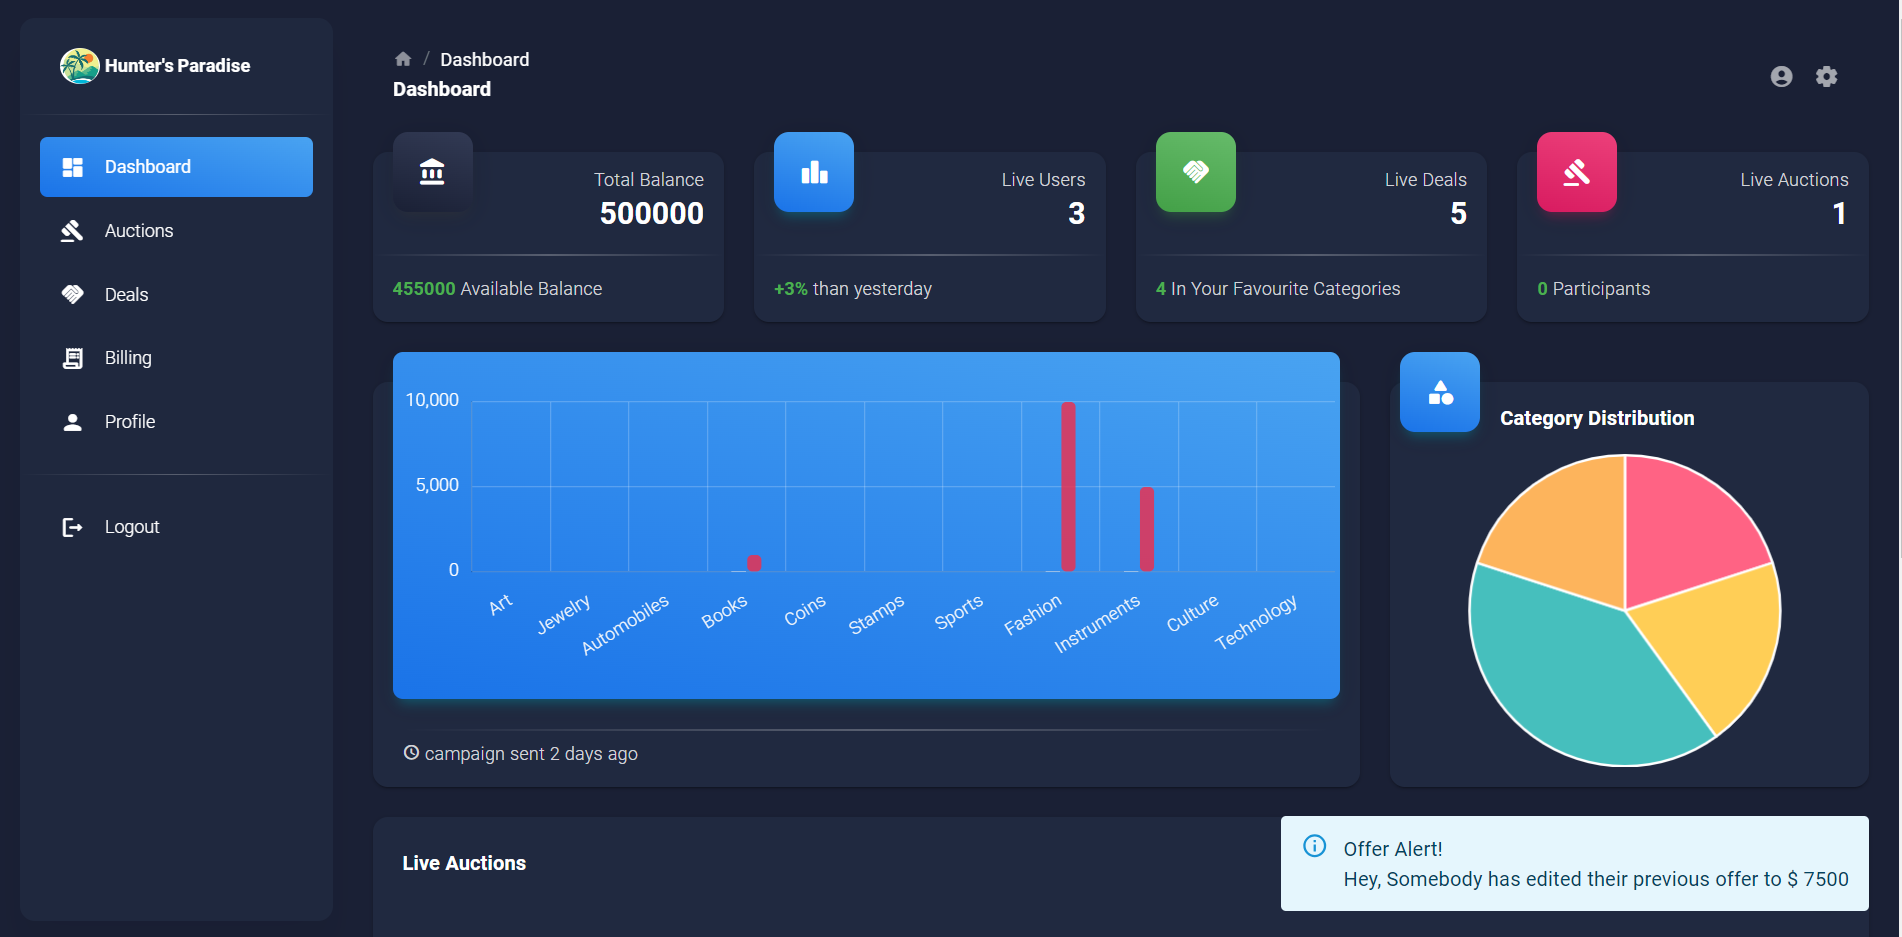 Hunter's Paradise
Dashboard
Auctions
Deals
Billing
Profile
Logout
/ Dashboard
Dashboard
Total Balance
500000
455000 Available Balance
Live Users
3
+3% than yesterday
Live Deals
5
4 In Your Favourite Categories
Live Auctions
1
0 Participants
10,000
5,000
0
Art
Jewelry
Automobiles
Books
Coins
Stamps
Sports
Fashion
Instruments
Culture
Technology
campaign sent 2 days ago
Category Distribution
Live Auctions
Offer Alert!
Hey, Somebody has edited their previous offer to $ 7500